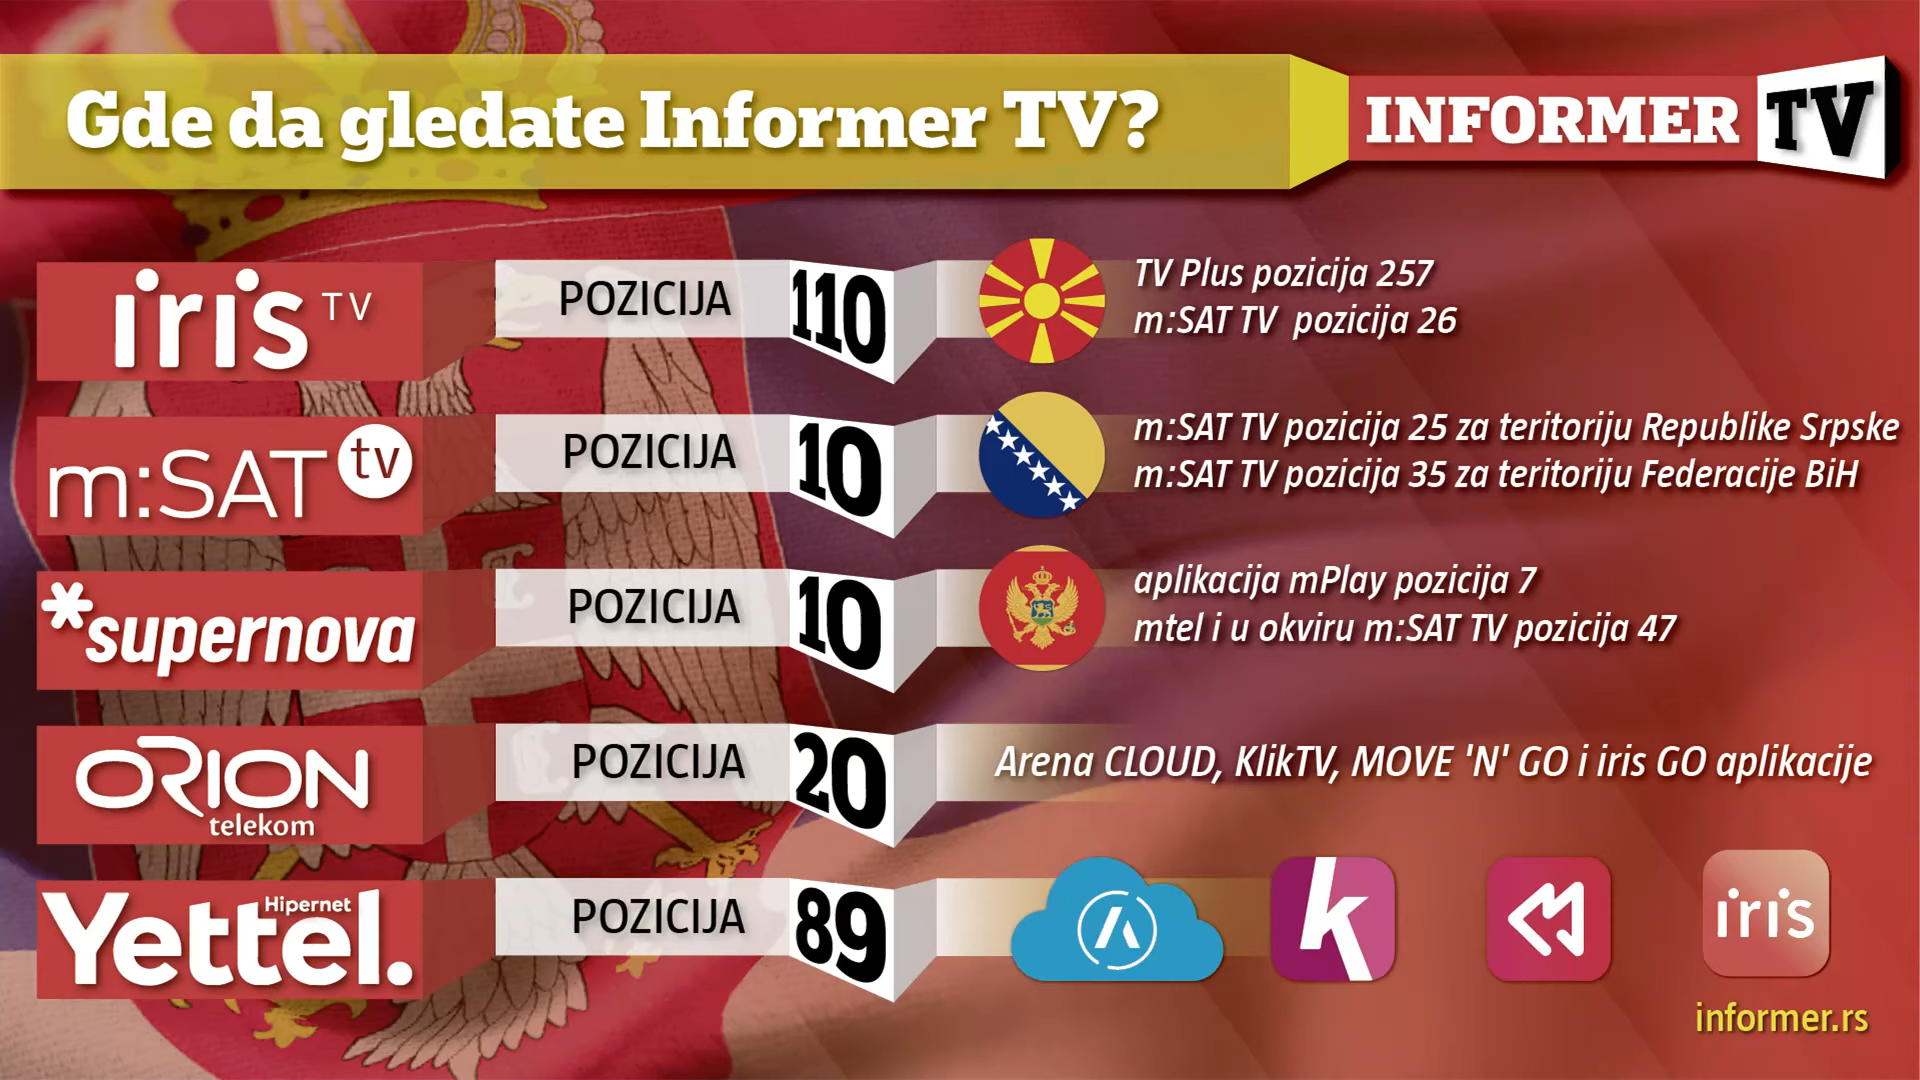 Gde da gledate Informer TV?
INFORMER TV
iris TV
POZICIJA 110
TV Plus pozicija 257
m:SAT TV pozicija 26
m:SAT tv
POZICIJA 10
m:SAT TV pozicija 25 za teritoriju Republike Srpske
m:SAT TV pozicija 35 za teritoriju Federacije BiH
*supernova
POZICIJA 10
aplikacija mPlay pozicija 7
mtel i u okviru m:SAT TV pozicija 47
ORION
telekom
POZICIJA 20
Arena CLOUD, KlikTV, MOVE 'N' GO i iris GO aplikacije
Hipernet
Yettel.
POZICIJA 89
k
iris
informer.rs